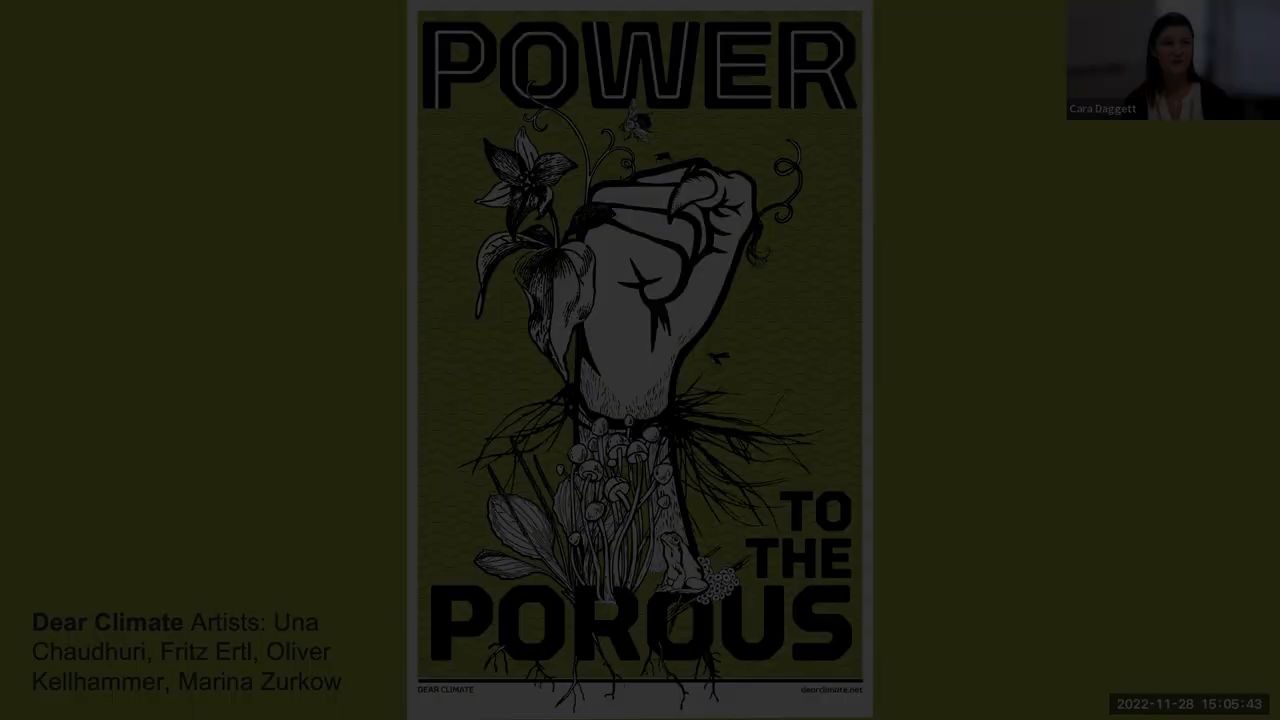 POWER
Cara Daggett
TO
THE
POROUS
Dear Climate Artists: Una
Chaudhuri, Fritz Ertl, Oliver
Kellhammer, Marina Zurkow
DEAR CLIMATE
dearclimate.net
2022-11-28 15:05:43